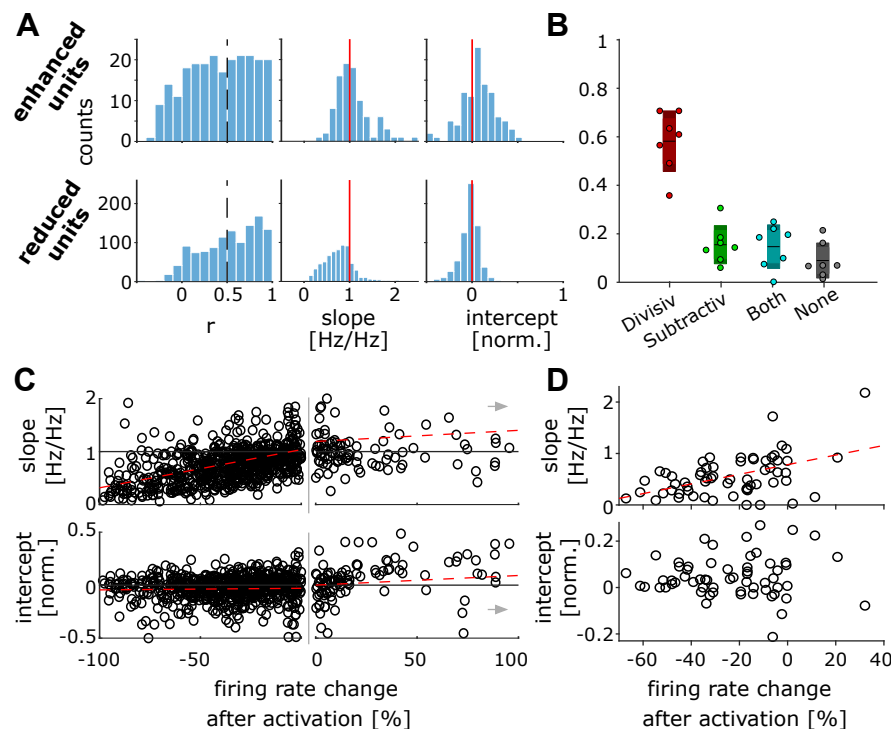 A
B
enhanced
units
counts
20
10
0
reduced
units
200
100
0
0 0.5 1
r
0 1 2
slope
[Hz/Hz]
0 1
intercept
[norm.]
1
0.8
0.6
0.4
0.2
0
Divisiv
Subtractiv
Both
None
C
D
slope
[Hz/Hz]
2
1
0
intercept
[norm.]
0.5
0
-0.5
-100 -50 0 50 100
firing rate change
after activation [%]
slope
[Hz/Hz]
2
1
0
intercept
[norm.]
0.2
0
-0.2
-60 -40 -20 0 20 40
firing rate change
after activation [%]